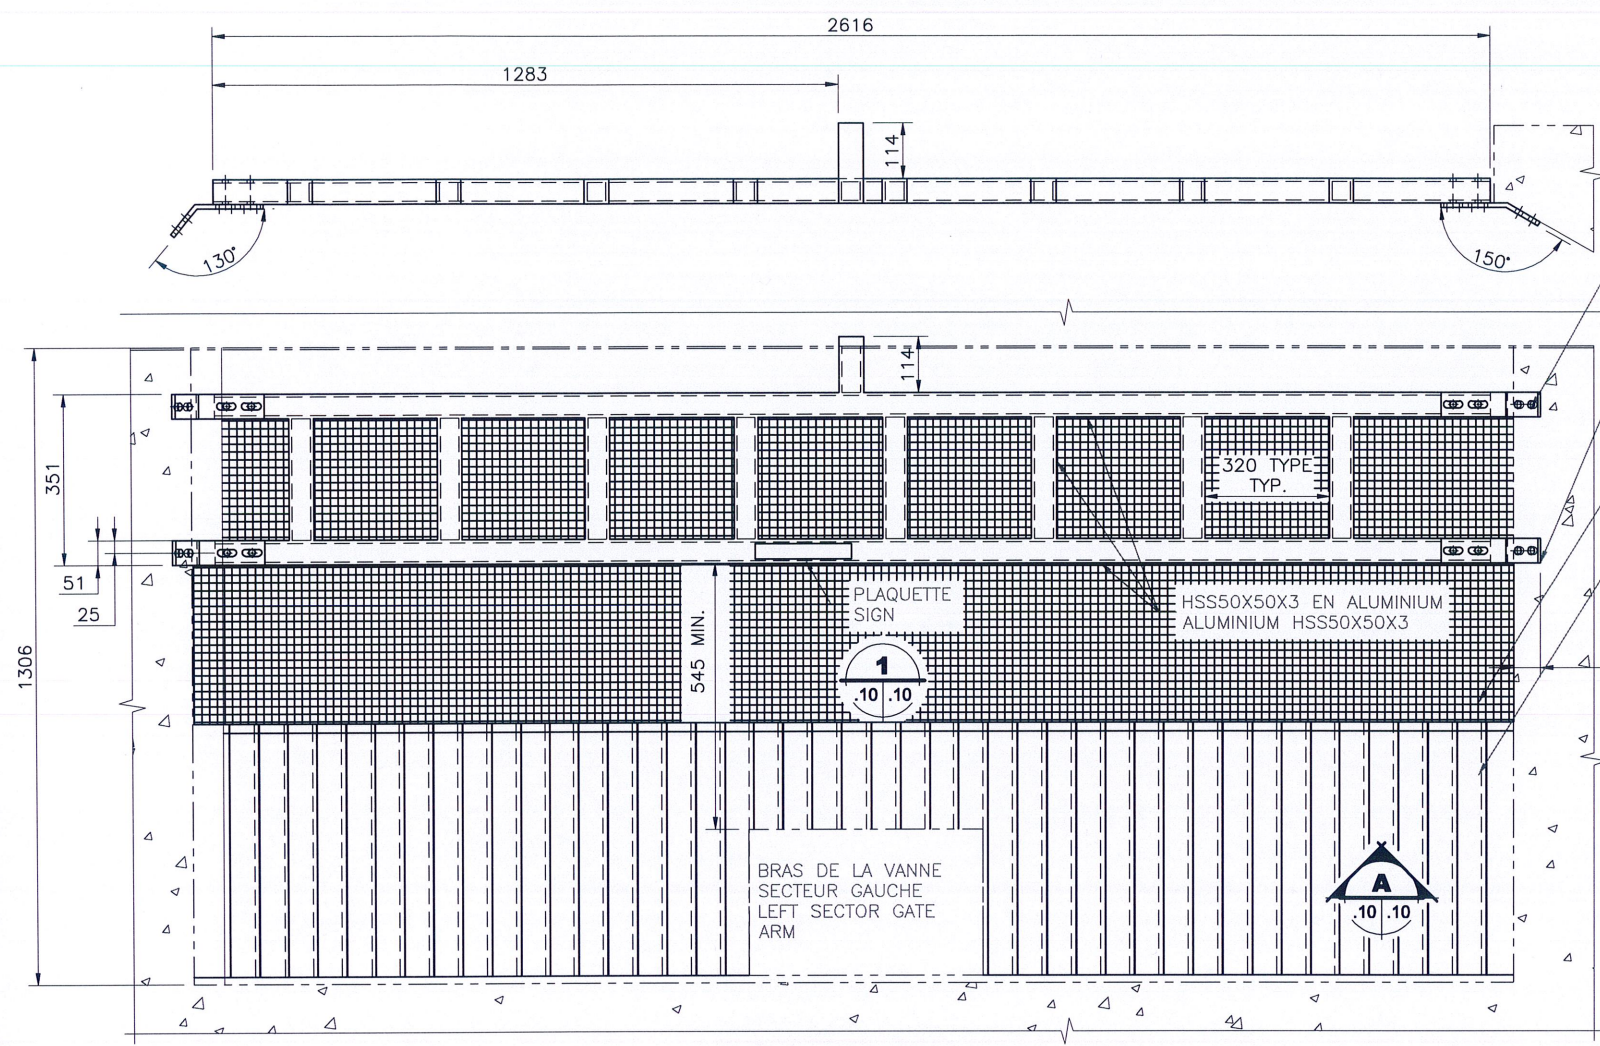 2616
1283
114
130°
150°
114
351
320 TYPE
TYP.
51
25
PLAQUETTE
SIGN
HSS50X50X3 EN ALUMINIUM
ALUMINIUM HSS50X50X3
545 MIN.
1306
1
.10 .10
BRAS DE LA VANNE
SECTEUR GAUCHE
LEFT SECTOR GATE
ARM
A
.10 .10